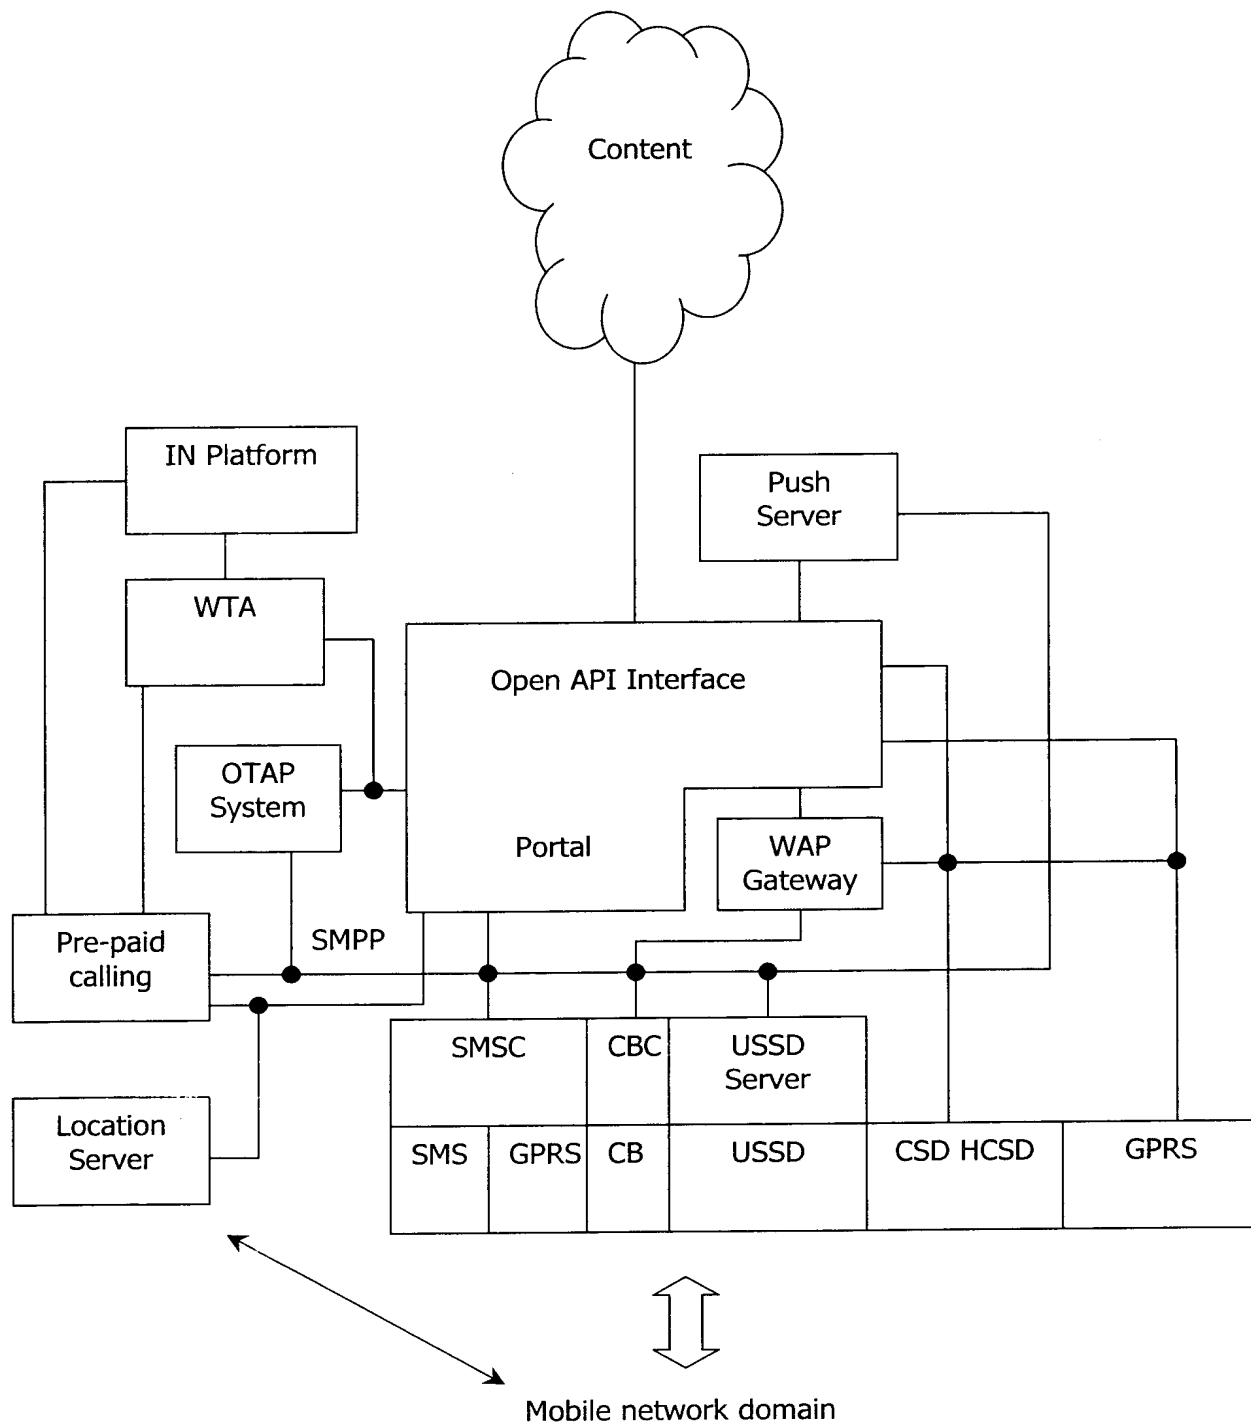 Content
IN Platform
Push
Server
WTA
Open API Interface
OTAP
System
Portal
WAP
Gateway
Pre-paid
calling
SMPP
SMSC
CBC
USSD
Server
Location
Server
SMS
GPRS
CB
USSD
CSD HCSD
GPRS
Mobile network domain